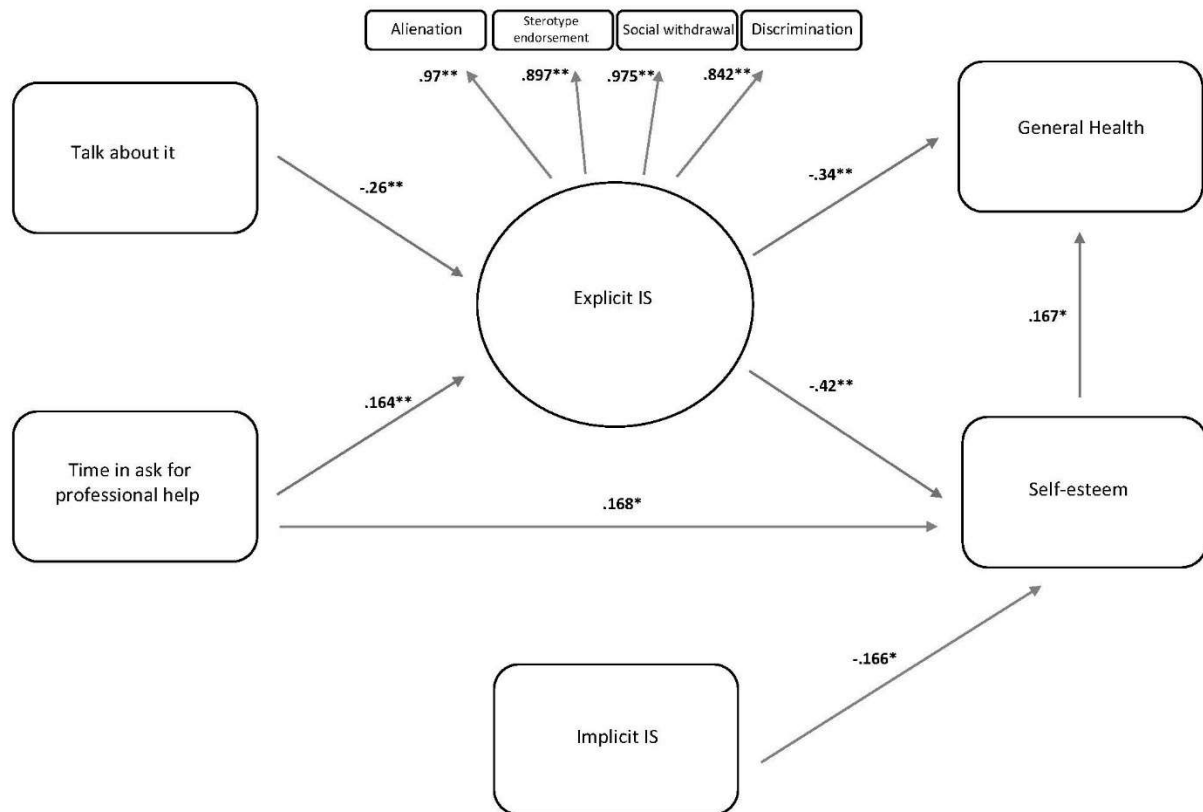 Alienation
Sterotype
endorsement
Social withdrawal
Discrimination
.97**
.897**
.975**
.842**
Talk about it
General Health
-.26**
-.34**
Explicit IS
.167*
.164**
-.42**
Time in ask for
professional help
Self-esteem
.168*
-.166*
Implicit IS